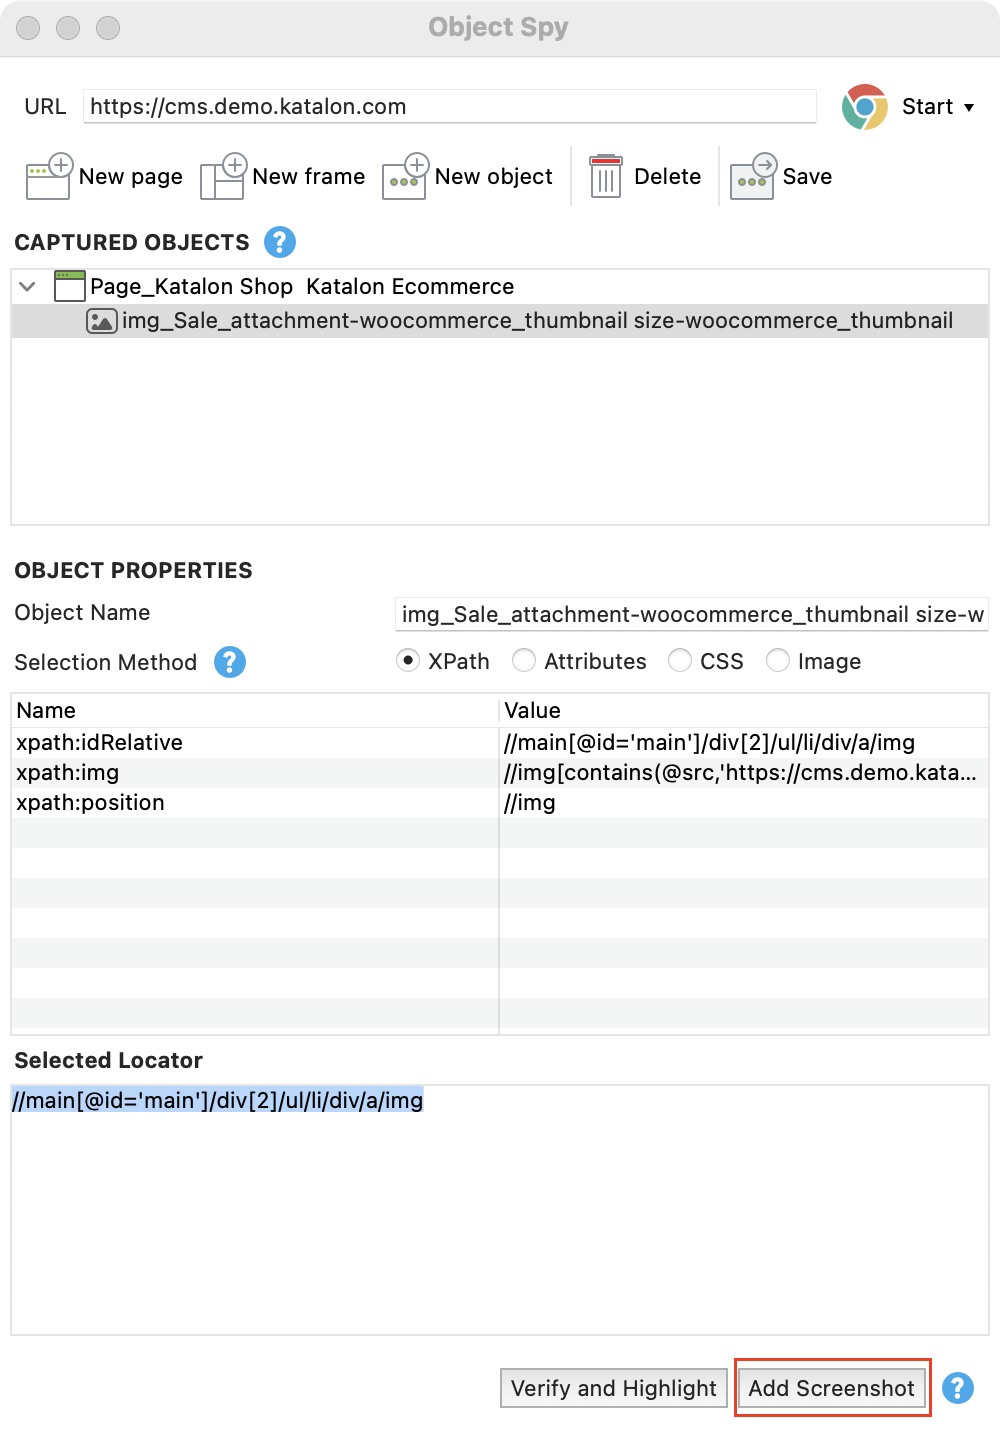 Object Spy
URL https://cms.demo.katalon.com Start
New page New frame New object Delete Save
CAPTURED OBJECTS ?
Page_Katalon Shop  Katalon Ecommerce
img_Sale_attachment-woocommerce_thumbnail size-woocommerce_thumbnail
OBJECT PROPERTIES
Object Name img_Sale_attachment-woocommerce_thumbnail size-w
Selection Method ? XPath Attributes CSS Image
Name Value
xpath:idRelative //main[@id='main']/div[2]/ul/li/div/a/img
xpath:img //img[contains(@src,'https://cms.demo.kata...
xpath:position //img
Selected Locator
//main[@id='main']/div[2]/ul/li/div/a/img
Verify and Highlight Add Screenshot ?